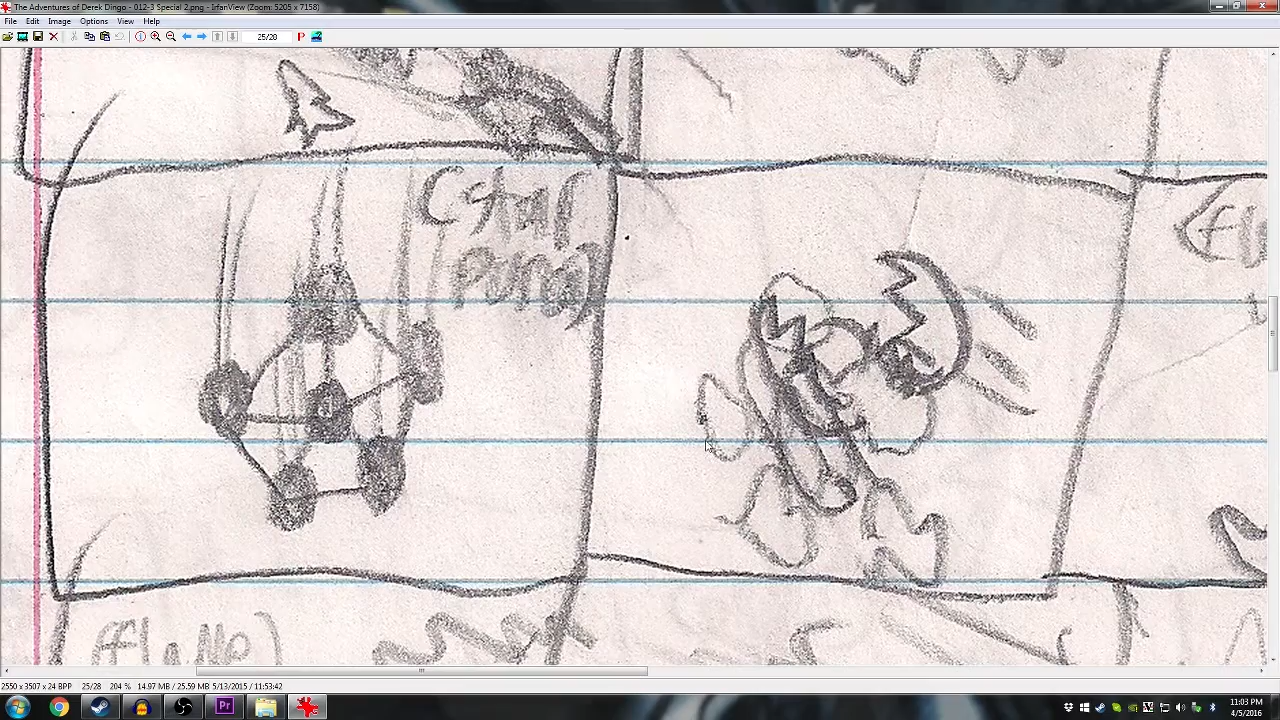 The Adventures of Derek Dingo - 012-3 Special 2.png - IrfanView (Zoom: 5205 x 7158)
File Edit Image Options View Help
25/28
P
(Star
2550 x 3507 x 24 BPP 25/28 204 % 14.97 MB / 25.59 MB 5/13/2015 / 11:53:42
Pr
11:03 PM
4/5/2016